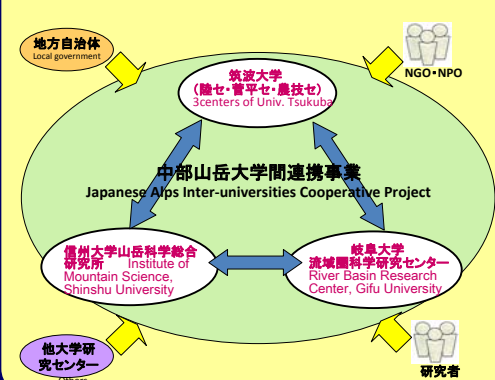 地方自治体
Local government
NGO・NPO
筑波大学
(陸セ・菅平セ・農技セ)
3centers of Univ. Tsukuba
中部山岳大学間連携事業
Japanese Alps Inter-universities Cooperative Project
信州大学山岳科学総合
研究所 Institute of
Mountain Science,
Shinshu University
岐阜大学
流域圏科学研究センター
River Basin Research
Center, Gifu University
他大学研
究センター
研究者